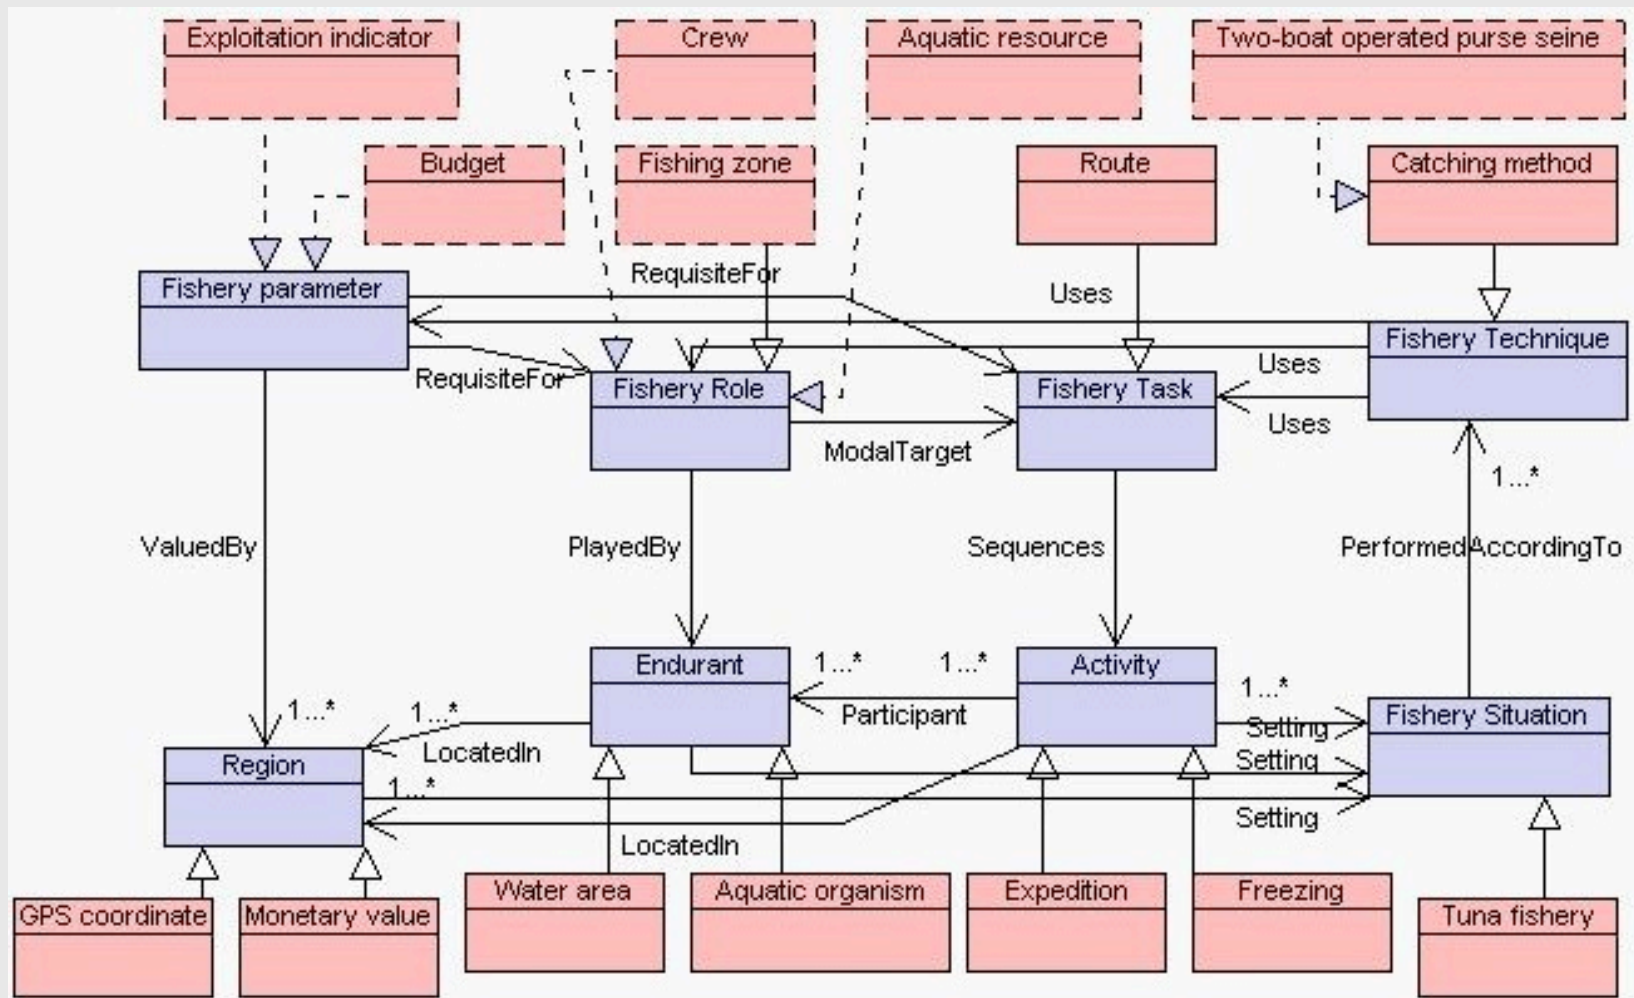 Exploitation indicator
Crew
Aquatic resource
Two-boat operated purse seine
Budget
Fishing zone
Route
Catching method
RequisiteFor
Fishery parameter
Uses
Fishery Technique
Uses
RequisiteFor
Fishery Role
Fishery Task
Uses
ModalTarget
1...*
ValuedBy
PlayedBy
Sequences
PerformedAccordingTo
Endurant
1...*
1...*
Activity
1...*
1...*
1...*
Participant
Fishery Situation
Setting
LocatedIn
Region
Setting
1...*
Setting
LocatedIn
Water area
Aquatic organism
Expedition
Freezing
GPS coordinate
Monetary value
Tuna fishery